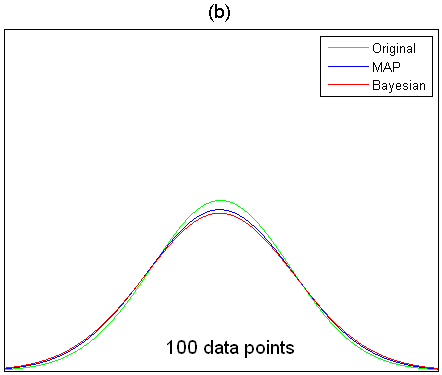 (b)
Original
MAP
Bayesian
100 data points